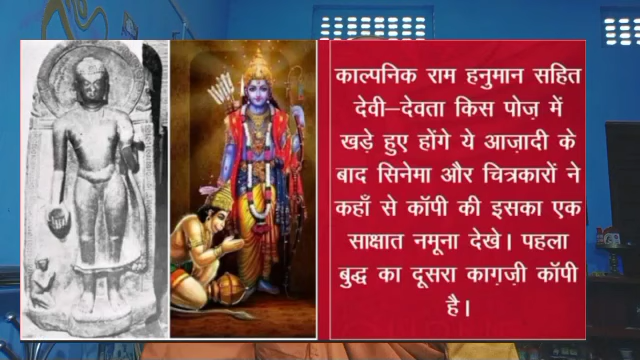 काल्पनिक राम हनुमान सहित
देवी–देवता किस पोज़ में
खड़े हुए होंगे ये आज़ादी के
बाद सिनेमा और चित्रकारों ने
कहाँ से कॉपी की इसका एक
साक्षात नमूना देखे। पहला
बुद्ध का दूसरा काग़ज़ी कॉपी
है।